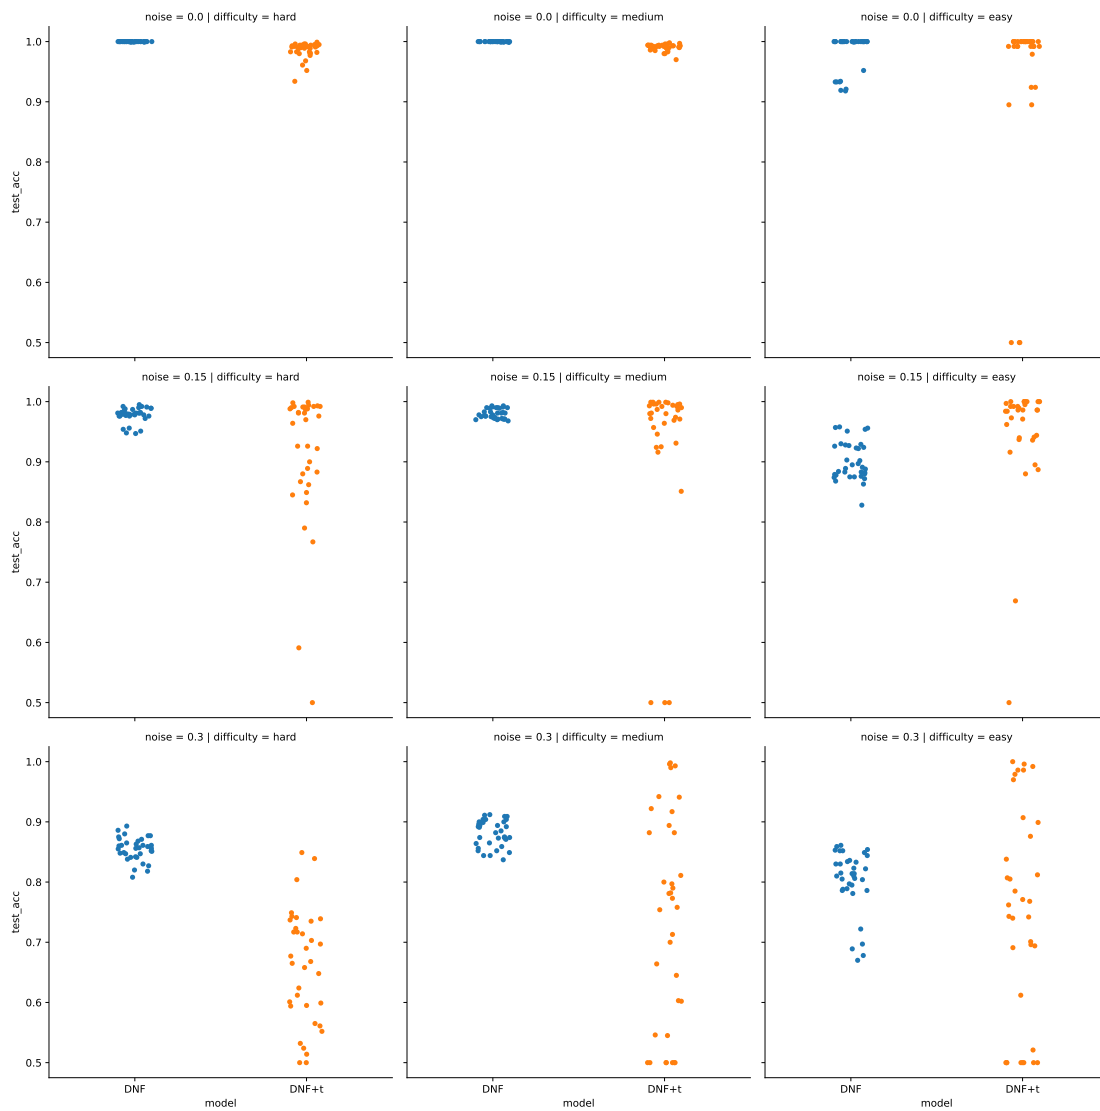 noise = 0.0 | difficulty = hard
noise = 0.0 | difficulty = medium
noise = 0.0 | difficulty = easy
1.0
0.9
0.8
0.7
0.6
0.5
test_acc
noise = 0.15 | difficulty = hard
noise = 0.15 | difficulty = medium
noise = 0.15 | difficulty = easy
1.0
0.9
0.8
0.7
0.6
0.5
test_acc
noise = 0.3 | difficulty = hard
noise = 0.3 | difficulty = medium
noise = 0.3 | difficulty = easy
1.0
0.9
0.8
0.7
0.6
0.5
test_acc
DNF
DNF+t
model
DNF
DNF+t
model
DNF
DNF+t
model